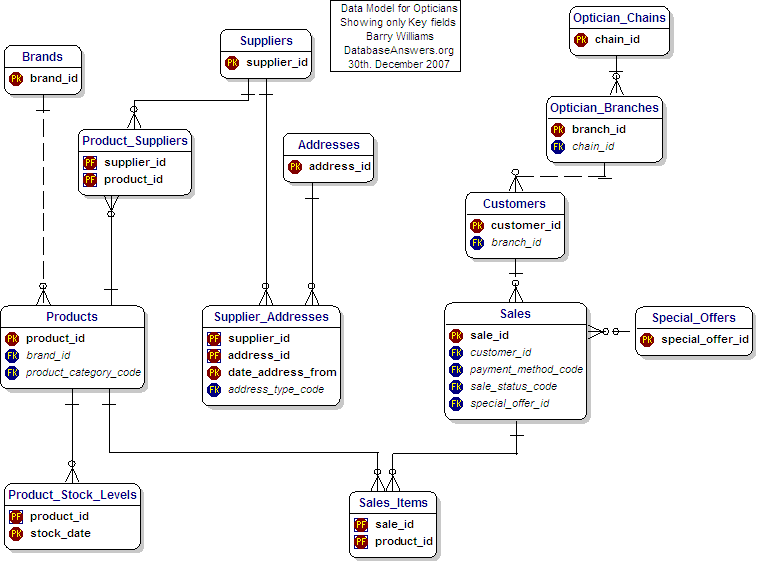 Data Model for Opticians
Showing only Key fields
Barry Williams
DatabaseAnswers.org
30th. December 2007
Brands
PK brand_id
Suppliers
PK supplier_id
Optician_Chains
PK chain_id
Product_Suppliers
PF supplier_id
PF product_id
Addresses
PK address_id
Optician_Branches
PK branch_id
FK chain_id
Customers
PK customer_id
FK branch_id
Products
PK product_id
FK brand_id
FK product_category_code
Supplier_Addresses
PF supplier_id
PF address_id
PK date_address_from
FK address_type_code
Sales
PK sale_id
FK customer_id
FK payment_method_code
FK sale_status_code
FK special_offer_id
Special_Offers
PK special_offer_id
Product_Stock_Levels
PF product_id
PK stock_date
Sales_Items
PF sale_id
PF product_id